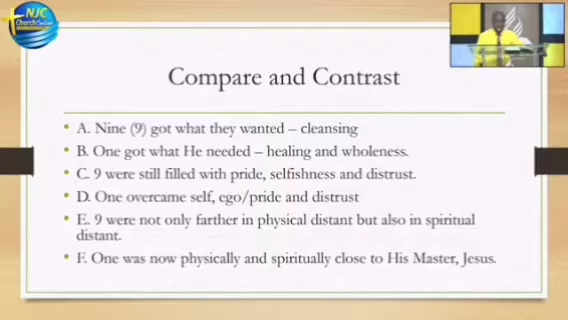 NJC
Church Online
Compare and Contrast
• A. Nine (9) got what they wanted – cleansing
• B. One got what He needed – healing and wholeness.
• C. 9 were still filled with pride, selfishness and distrust.
• D. One overcame self, ego/pride and distrust
• E. 9 were not only farther in physical distant but also in spiritual
distant.
• F. One was now physically and spiritually close to His Master, Jesus.